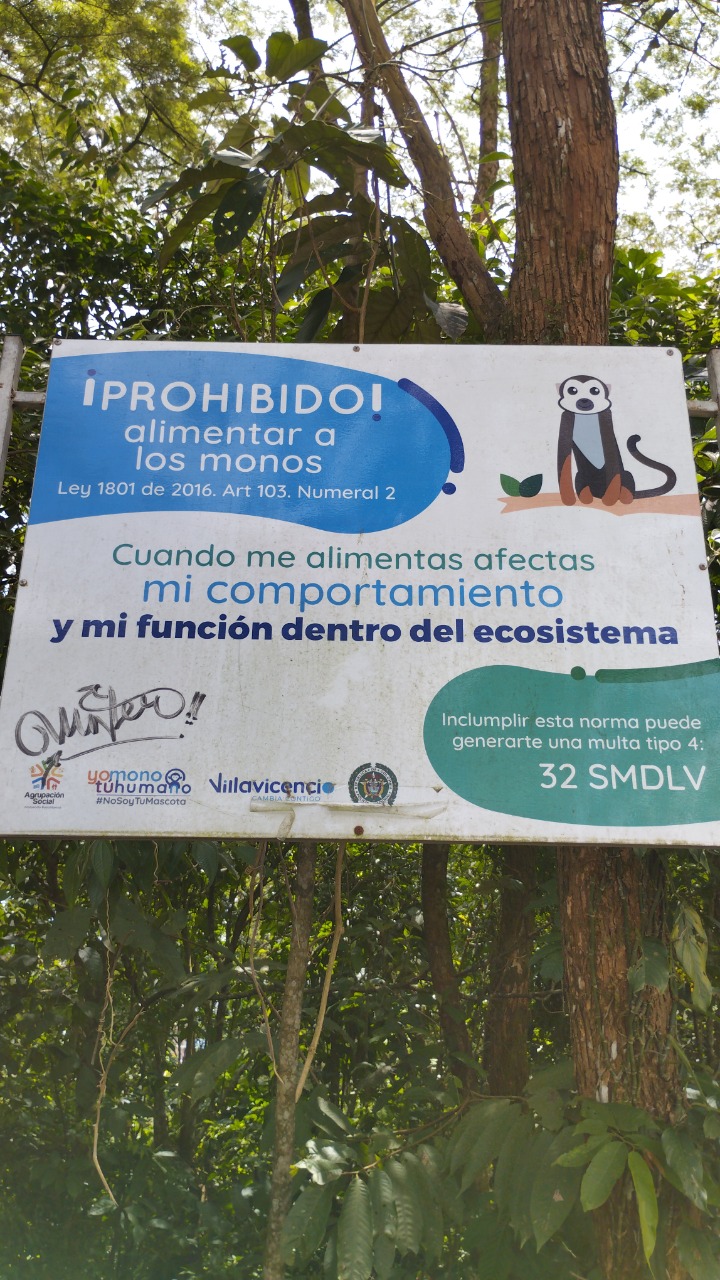 ¡PROHIBIDO!
alimentar a
los monos
Ley 1801 de 2016. Art 103. Numeral 2
Cuando me alimentas afectas
mi comportamiento
y mi función dentro del ecosistema
Inclumplir esta norma puede
generarte una multa tipo 4:
32 SMDLV
Agrupación
Social
yomono
túhumano
#NoSoyTuMascota
Villavicencio
CAMBIA CONTIGO